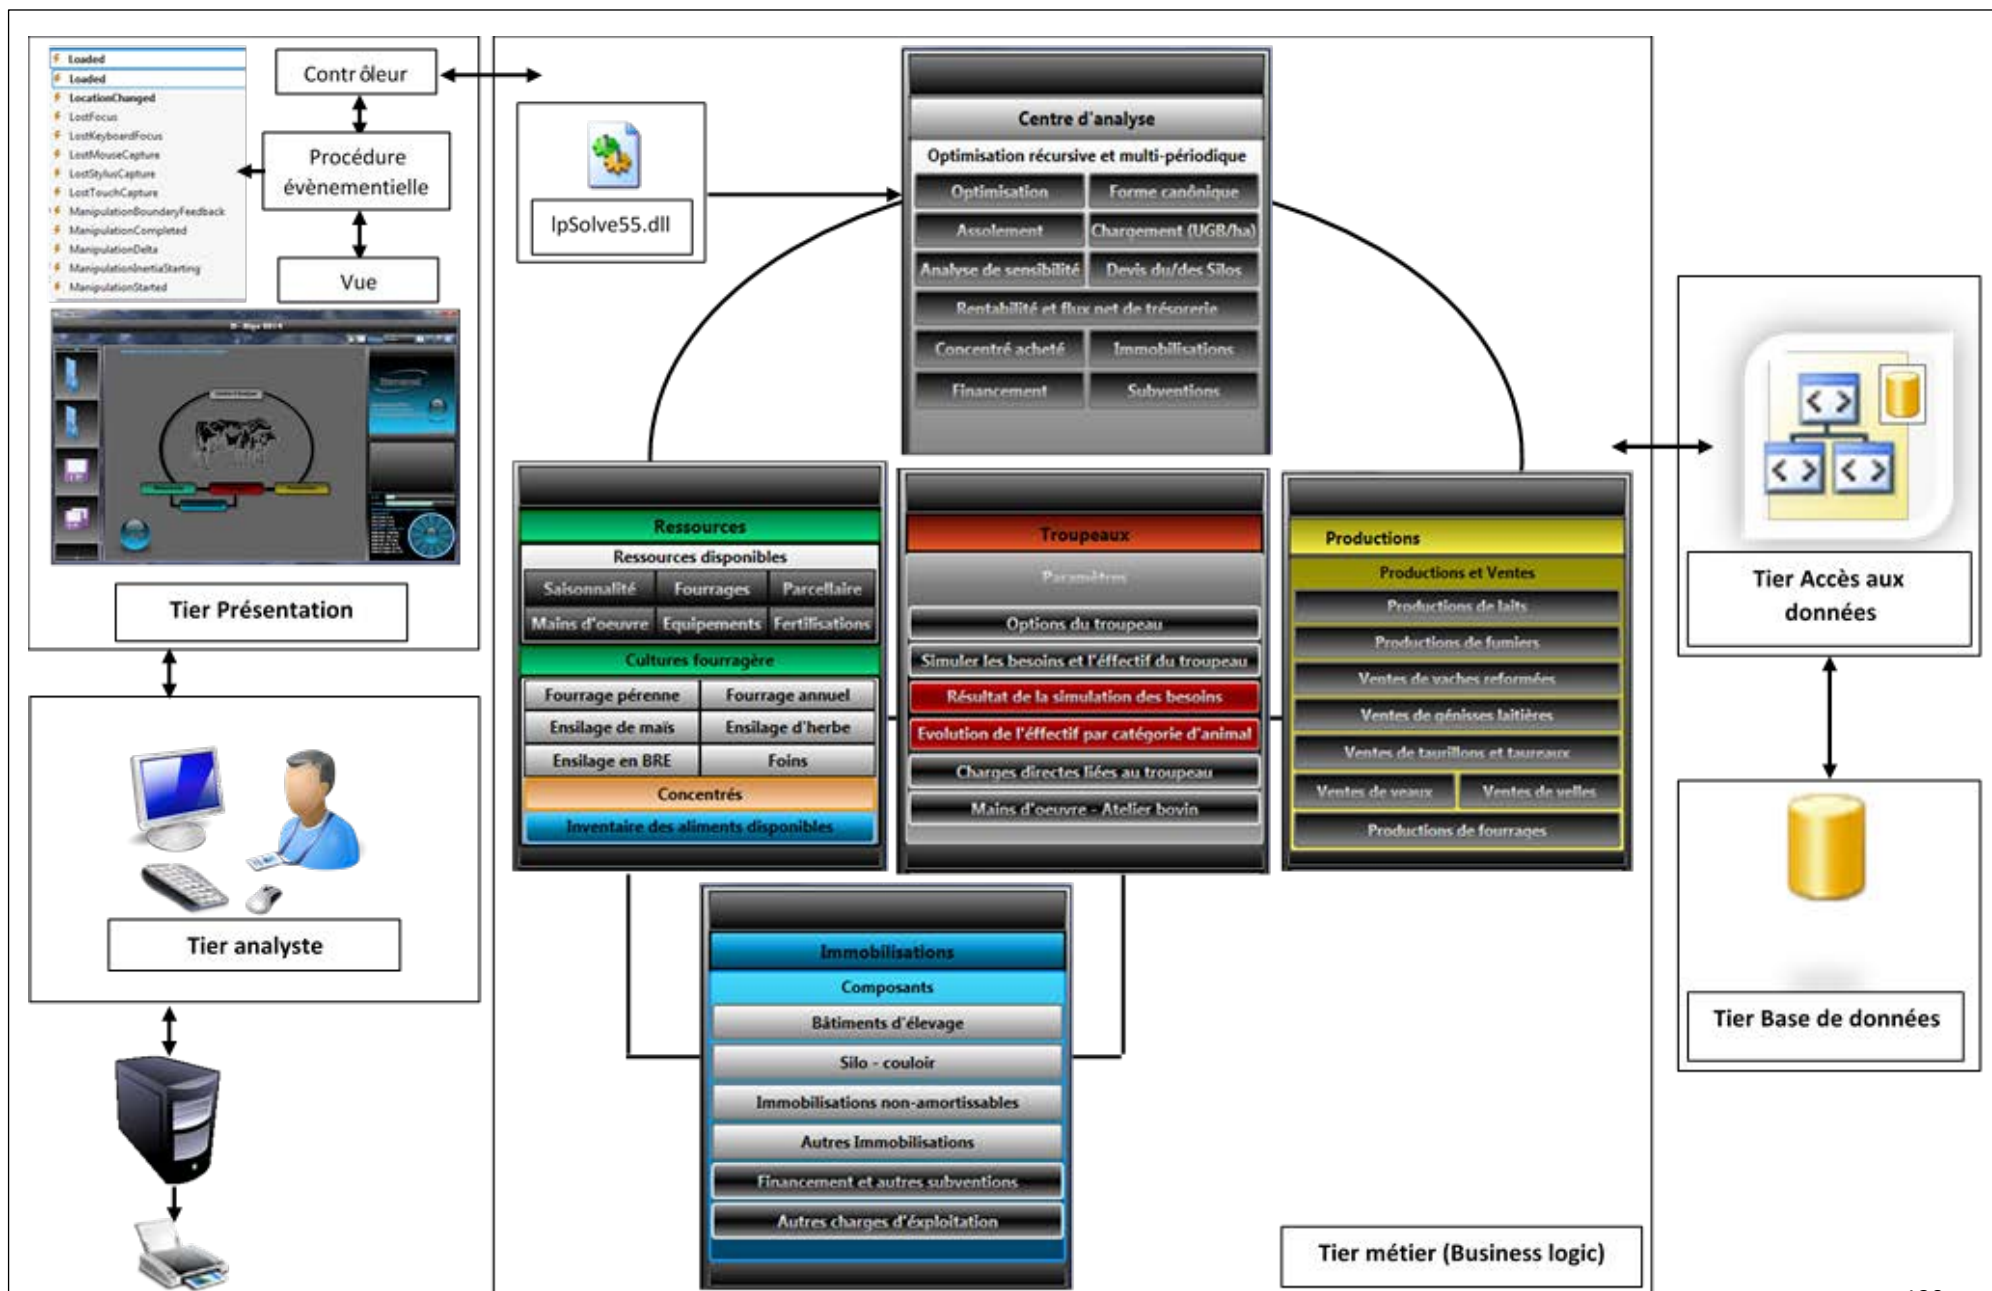 Loaded
Loaded
LocationChanged
LostFocus
LostKeyboardFocus
LostMouseCapture
LostStylusCapture
LostTouchCapture
ManipulationBoundaryFeedback
ManipulationCompleted
ManipulationDelta
ManipulationInertiaStarting
ManipulationStarted
Contrôleur
Procédure
évènementielle
Vue
Tier Présentation
Tier analyste
lpSolve55.dll
Centre d'analyse
Optimisation récursive et multi-périodique
Optimisation
Forme canônique
Assolement
Chargement (UGB/ha)
Analyse de sensibilité
Devis du/des Silos
Rentabilité et flux net de trésorerie
Concentré acheté
Immobilisations
Financement
Subventions
Ressources
Ressources disponibles
Saisonnalité
Fourrages
Parcellaire
Mains d'oeuvre
Equipements
Fertilisations
Cultures fourragère
Fourrage pérenne
Fourrage annuel
Ensilage de maïs
Ensilage d'herbe
Ensilage en BRE
Foins
Concentrés
Inventaire des aliments disponibles
Troupeaux
Paramètres
Options du troupeau
Simuler les besoins et l'éffectif du troupeau
Résultat de la simulation des besoins
Evolution de l'éffectif par catégorie d'animal
Charges directes liées au troupeau
Mains d'oeuvre - Atelier bovin
Productions
Productions et Ventes
Productions de laits
Productions de fumiers
Ventes de vaches reformées
Ventes de génisses laitières
Ventes de taurillons et taureaux
Ventes de veaux
Ventes de velles
Productions de fourrages
Immobilisations
Composants
Bâtiments d'élevage
Silo - couloir
Immobilisations non-amortissables
Autres Immobilisations
Financement et autres subventions
Autres charges d'éxploitation
Tier métier (Business logic)
Tier Accès aux
données
Tier Base de données